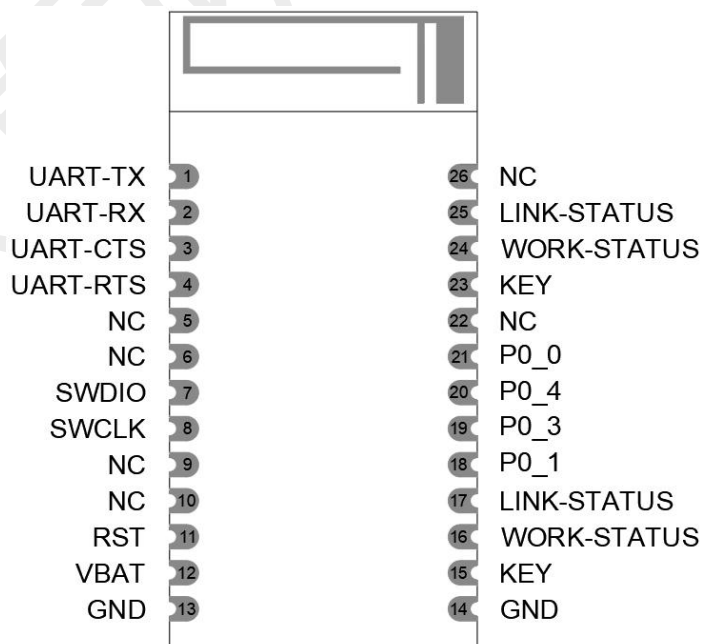 UART-TX 1 26 NC
UART-RX 2 25 LINK-STATUS
UART-CTS 3 24 WORK-STATUS
UART-RTS 4 23 KEY
NC 5 22 NC
NC 6 21 P0_0
SWDIO 7 20 P0_4
SWCLK 8 19 P0_3
NC 9 18 P0_1
NC 10 17 LINK-STATUS
RST 11 16 WORK-STATUS
VBAT 12 15 KEY
GND 13 14 GND